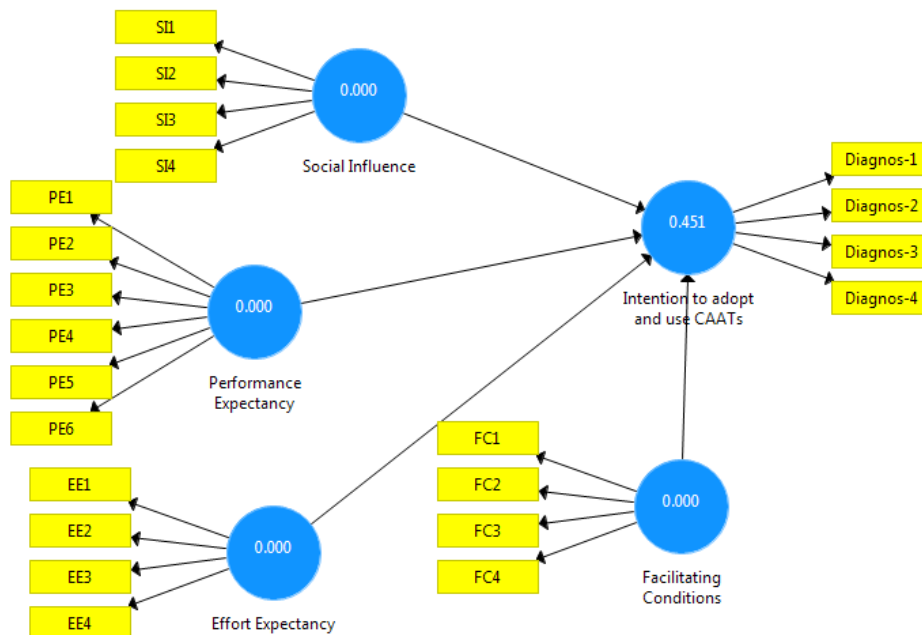 SI1
SI2
SI3
SI4
0.000
Social Influence
PE1
PE2
PE3
PE4
PE5
PE6
0.000
Performance
Expectancy
EE1
EE2
EE3
EE4
0.000
Effort Expectancy
FC1
FC2
FC3
FC4
0.000
Facilitating
Conditions
0.451
Intention to adopt
and use CAATs
Diagnos-1
Diagnos-2
Diagnos-3
Diagnos-4